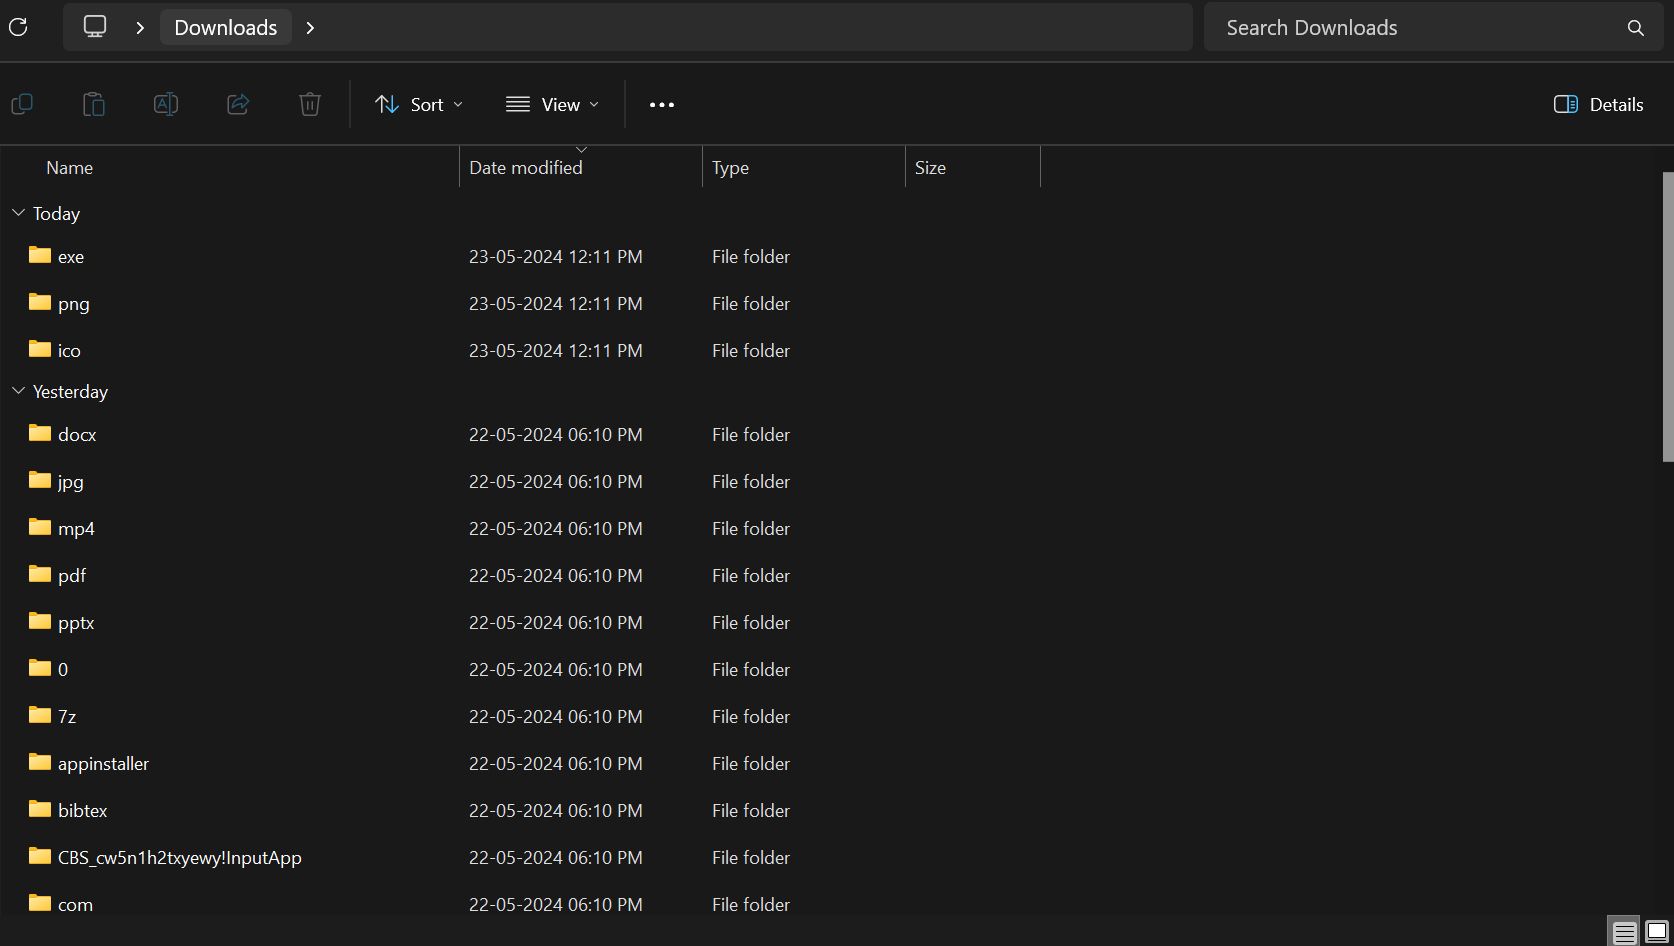 Downloads
Search Downloads
Sort
View
Details
Name Date modified Type Size
Today
exe 23-05-2024 12:11 PM File folder
png 23-05-2024 12:11 PM File folder
ico 23-05-2024 12:11 PM File folder
Yesterday
docx 22-05-2024 06:10 PM File folder
jpg 22-05-2024 06:10 PM File folder
mp4 22-05-2024 06:10 PM File folder
pdf 22-05-2024 06:10 PM File folder
pptx 22-05-2024 06:10 PM File folder
0 22-05-2024 06:10 PM File folder
7z 22-05-2024 06:10 PM File folder
appinstaller 22-05-2024 06:10 PM File folder
bibtex 22-05-2024 06:10 PM File folder
CBS_cw5n1h2txyewy!InputApp 22-05-2024 06:10 PM File folder
com 22-05-2024 06:10 PM File folder